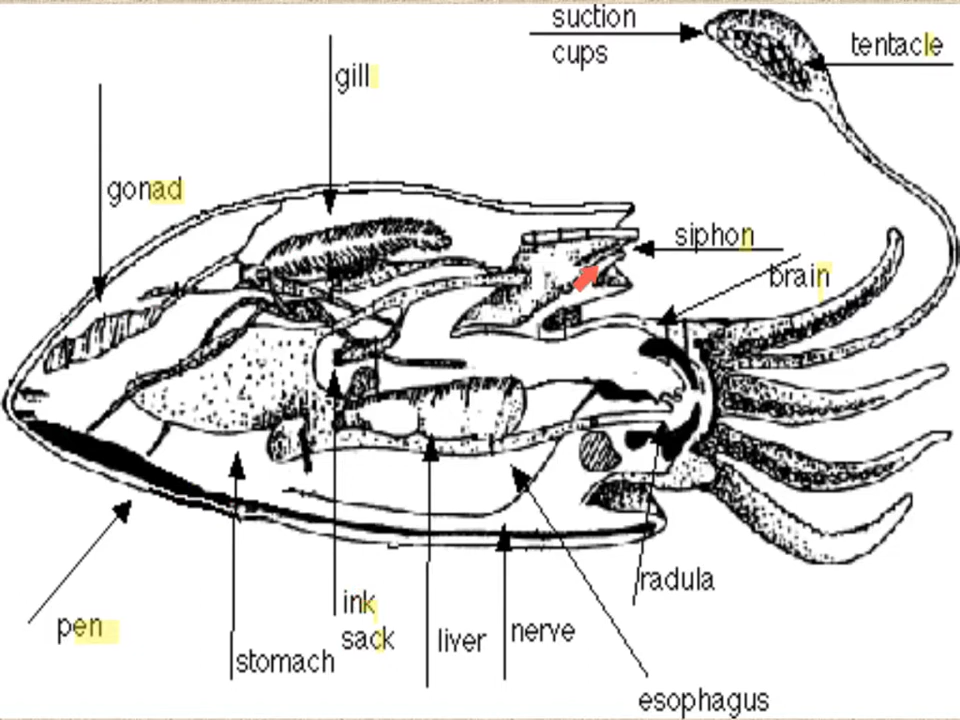 suction
cups
tentacle
gill
gonad
siphon
brain
radula
pen
ink
sack
stomach
liver
nerve
esophagus